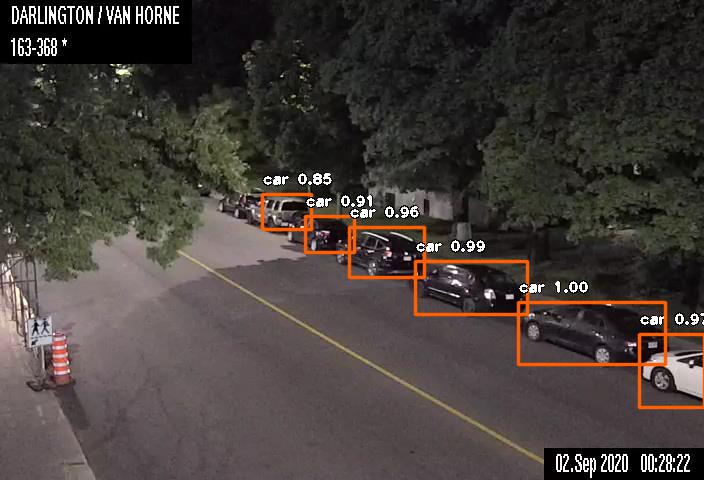 DARLINGTON / VAN HORNE
163-368 *
car 0.85
car 0.91
car 0.96
car 0.99
car 1.00
car 0.97
02.Sep 2020 00:28:22